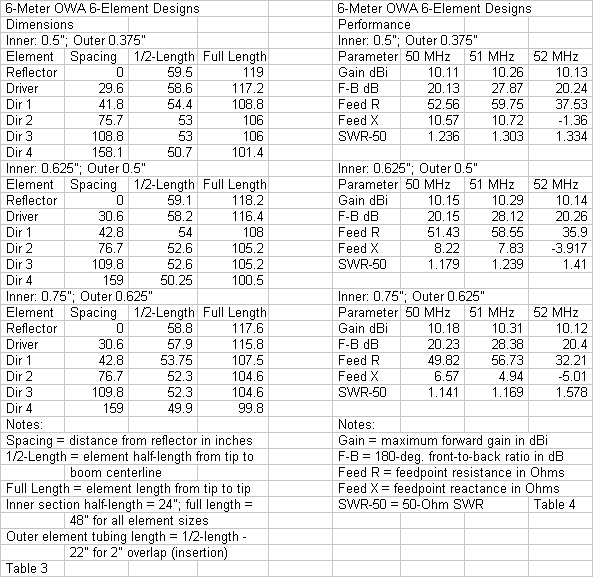 6-Meter OWA 6-Element Designs
Dimensions
Inner: 0.5"; Outer 0.375"
Element Spacing 1/2-Length Full Length
Reflector 0 59.5 119
Driver 29.6 58.6 117.2
Dir 1 41.8 54.4 108.8
Dir 2 75.7 53 106
Dir 3 108.8 53 106
Dir 4 158.1 50.7 101.4
Inner: 0.625"; Outer 0.5"
Element Spacing 1/2-Length Full Length
Reflector 0 59.1 118.2
Driver 30.6 58.2 116.4
Dir 1 42.8 54 108
Dir 2 76.7 52.6 105.2
Dir 3 109.8 52.6 105.2
Dir 4 159 50.25 100.5
Inner: 0.75"; Outer 0.625"
Element Spacing 1/2-Length Full Length
Reflector 0 58.8 117.6
Driver 30.6 57.9 115.8
Dir 1 42.8 53.75 107.5
Dir 2 76.7 52.3 104.6
Dir 3 109.8 52.3 104.6
Dir 4 159 49.9 99.8
Notes:
Spacing = distance from reflector in inches
1/2-Length = element half-length from tip to
boom centerline
Full Length = element length from tip to tip
Inner section half-length = 24"; full length =
48" for all element sizes
Outer element tubing length = 1/2-length -
22" for 2" overlap (insertion)
Table 3
6-Meter OWA 6-Element Designs
Performance
Inner: 0.5"; Outer 0.375"
Parameter 50 MHz 51 MHz 52 MHz
Gain dBi 10.11 10.26 10.13
F-B dB 20.13 27.87 20.24
Feed R 52.56 59.75 37.53
Feed X 10.57 10.72 -1.36
SWR-50 1.236 1.303 1.334
Inner: 0.625"; Outer 0.5"
Parameter 50 MHz 51 MHz 52 MHz
Gain dBi 10.15 10.29 10.14
F-B dB 20.15 28.12 20.26
Feed R 51.43 58.55 35.9
Feed X 8.22 7.83 -3.917
SWR-50 1.179 1.239 1.41
Inner: 0.75"; Outer 0.625"
Parameter 50 MHz 51 MHz 52 MHz
Gain dBi 10.18 10.31 10.12
F-B dB 20.23 28.38 20.4
Feed R 49.82 56.73 32.21
Feed X 6.57 4.94 -5.01
SWR-50 1.141 1.169 1.578
Notes:
Gain = maximum forward gain in dBi
F-B = 180-deg. front-to-back ratio in dB
Feed R = feedpoint resistance in Ohms
Feed X = feedpoint reactance in Ohms
SWR-50 = 50-Ohm SWR Table 4